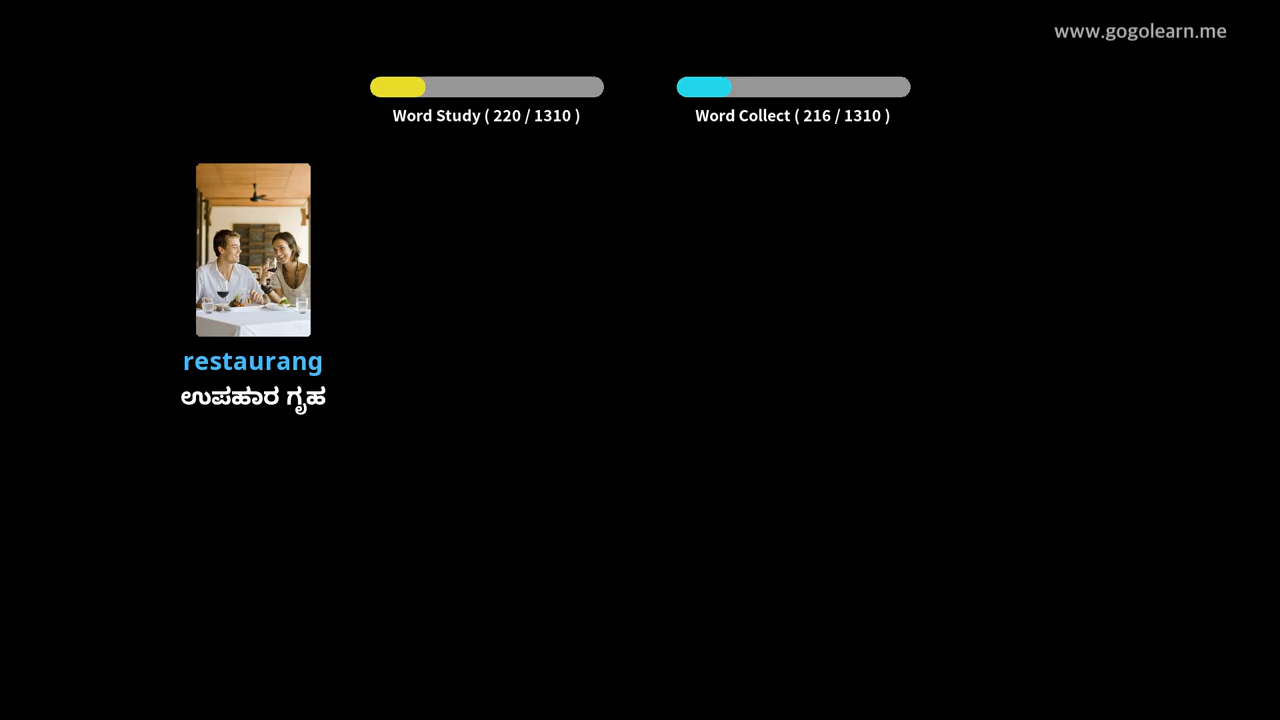 www.gogolearn.me
Word Study ( 220 / 1310 )
Word Collect ( 216 / 1310 )
restaurang
ಉಪಹಾರ ಗೃಹ